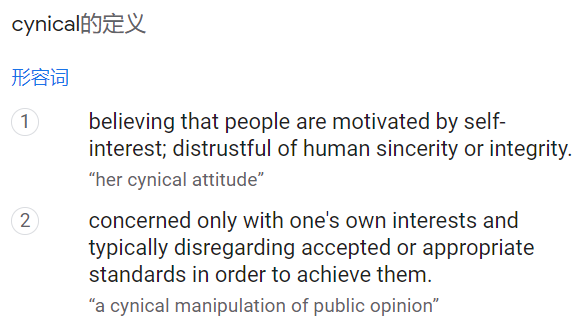 cynical的定义
形容词
1
believing that people are motivated by self-
interest; distrustful of human sincerity or integrity.
“her cynical attitude”
2
concerned only with one's own interests and
typically disregarding accepted or appropriate
standards in order to achieve them.
“a cynical manipulation of public opinion”